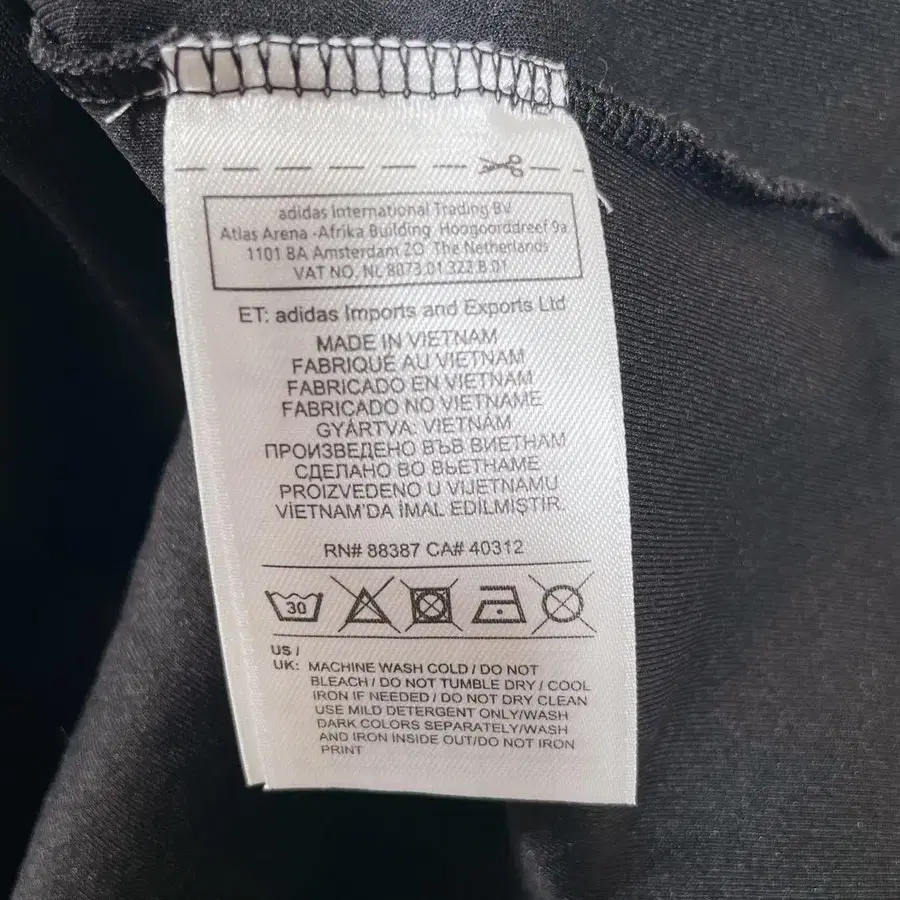 adidas International Trading BV
Atlas Arena -Afrika Building Hoogoorddreef 9a
1101 BA Amsterdam ZO The Netherlands
VAT NO. NL 8073.01.322.B.01
ET: adidas Imports and Exports Ltd
MADE IN VIETNAM
FABRIQUÉ AU VIETNAM
FABRICADO EN VIETNAM
FABRICADO NO VIETNAME
GYÁRTVA: VIETNAM
ПРОИЗВЕДЕНО ВЪВ ВИЕТНАМ
СДЕЛАНО ВО ВЬЕТНАМЕ
PROIZVEDENO U VIJETNAMU
VİETNAM'DA İMAL EDİLMİŞTİR.
RN# 88387 CA# 40312
30
US /
UK: MACHINE WASH COLD / DO NOT
BLEACH / DO NOT TUMBLE DRY / COOL
IRON IF NEEDED / DO NOT DRY CLEAN
USE MILD DETERGENT ONLY/WASH
DARK COLORS SEPARATELY/WASH
AND IRON INSIDE OUT/DO NOT IRON
PRINT